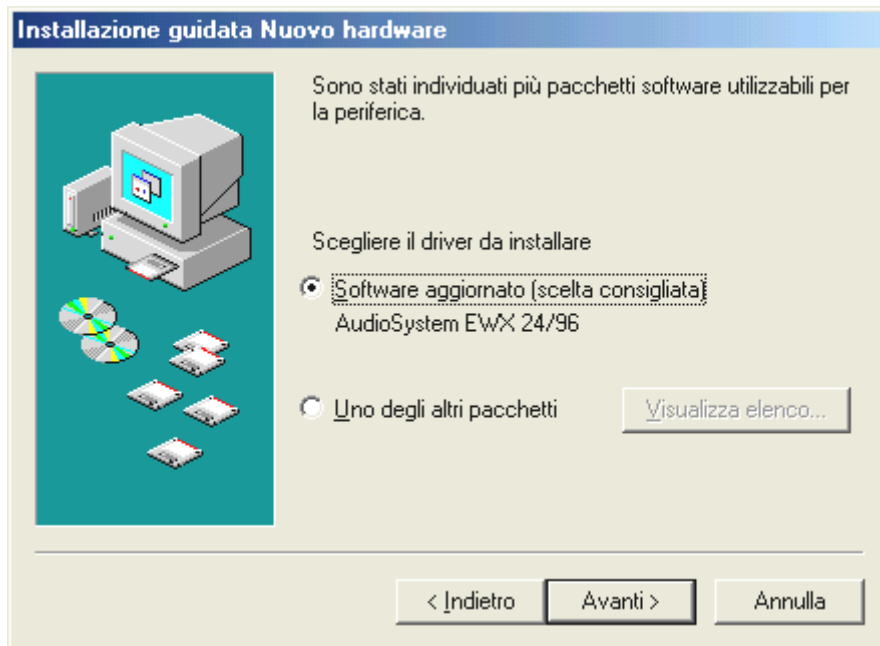 Installazione guidata Nuovo hardware
Sono stati individuati più pacchetti software utilizzabili per
la periferica.
Scegliere il driver da installare
Software aggiornato (scelta consigliata)
AudioSystem EWX 24/96
Uno degli altri pacchetti
Visualizza elenco...
< Indietro
Avanti >
Annulla